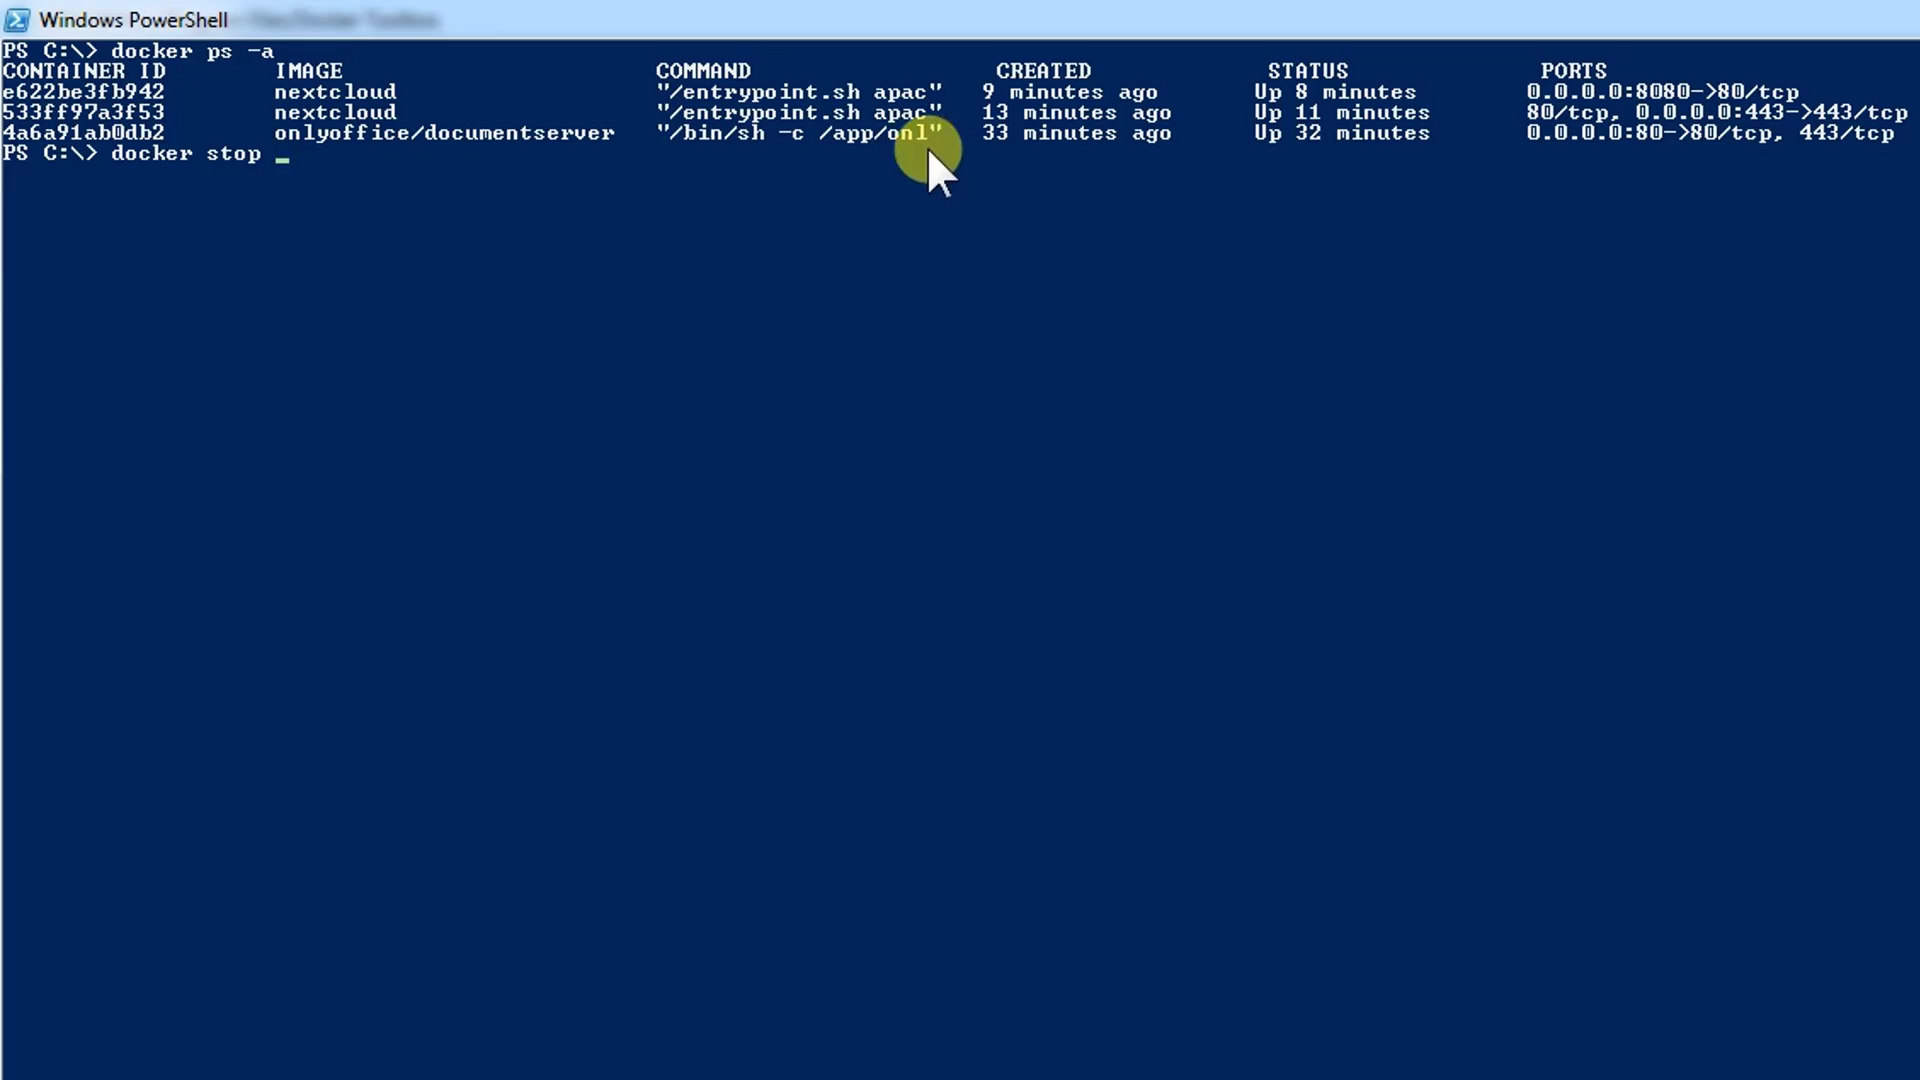 Windows PowerShell
PS C:\> docker ps -a
CONTAINER ID IMAGE COMMAND CREATED STATUS PORTS
e622be3fb942 nextcloud "/entrypoint.sh apac" 9 minutes ago Up 8 minutes 0.0.0.0:8080->80/tcp
533ff97a3f53 nextcloud "/entrypoint.sh apac" 13 minutes ago Up 11 minutes 80/tcp, 0.0.0.0:443->443/tcp
4a6a91ab0db2 onlyoffice/documentserver "/bin/sh -c /app/onl" 33 minutes ago Up 32 minutes 0.0.0.0:80->80/tcp, 443/tcp
PS C:\> docker stop _